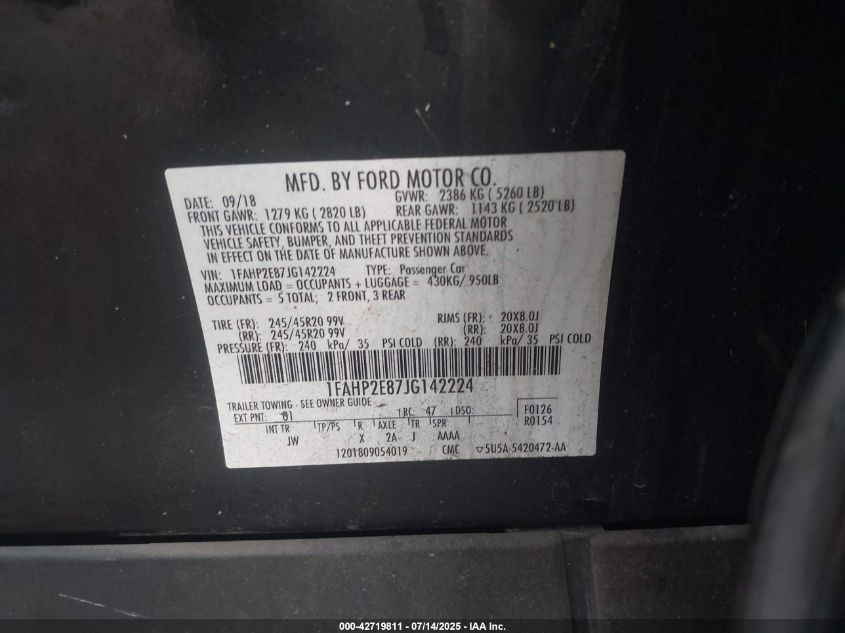 MFD. BY FORD MOTOR CO.
DATE: 09/18 GVWR: 2386 KG ( 5260 LB)
FRONT GAWR: 1279 KG ( 2820 LB) REAR GAWR: 1143 KG ( 2520 LB)
THIS VEHICLE CONFORMS TO ALL APPLICABLE FEDERAL MOTOR
VEHICLE SAFETY, BUMPER, AND THEFT PREVENTION STANDARDS
IN EFFECT ON THE DATE OF MANUFACTURE SHOWN ABOVE.
VIN: 1FAHP2E87JG142224 TYPE: Passenger Car
MAXIMUM LOAD = OCCUPANTS + LUGGAGE = 430KG/ 950LB
OCCUPANTS = 5 TOTAL; 2 FRONT, 3 REAR
TIRE (FR): 245/45R20 99V RIMS (FR): 20X8.0J
(RR): 245/45R20 99V (RR): 20X8.0J
PRESSURE (FR): 240 kPa/ 35 PSI COLD (RR): 240 kPa/ 35 PSI COLD
1FAHP2E87JG142224
TRAILER TOWING - SEE OWNER GUIDE
EXT PNT: RC: 47 DSO: F0126
INT TR TP/PS R AXLE TR SPR R0154
JW X 2A J AAAA
1201809054019 CMC ▽5U5A-5420472-AA
000-42719811 - 07/14/2025 - IAA Inc.